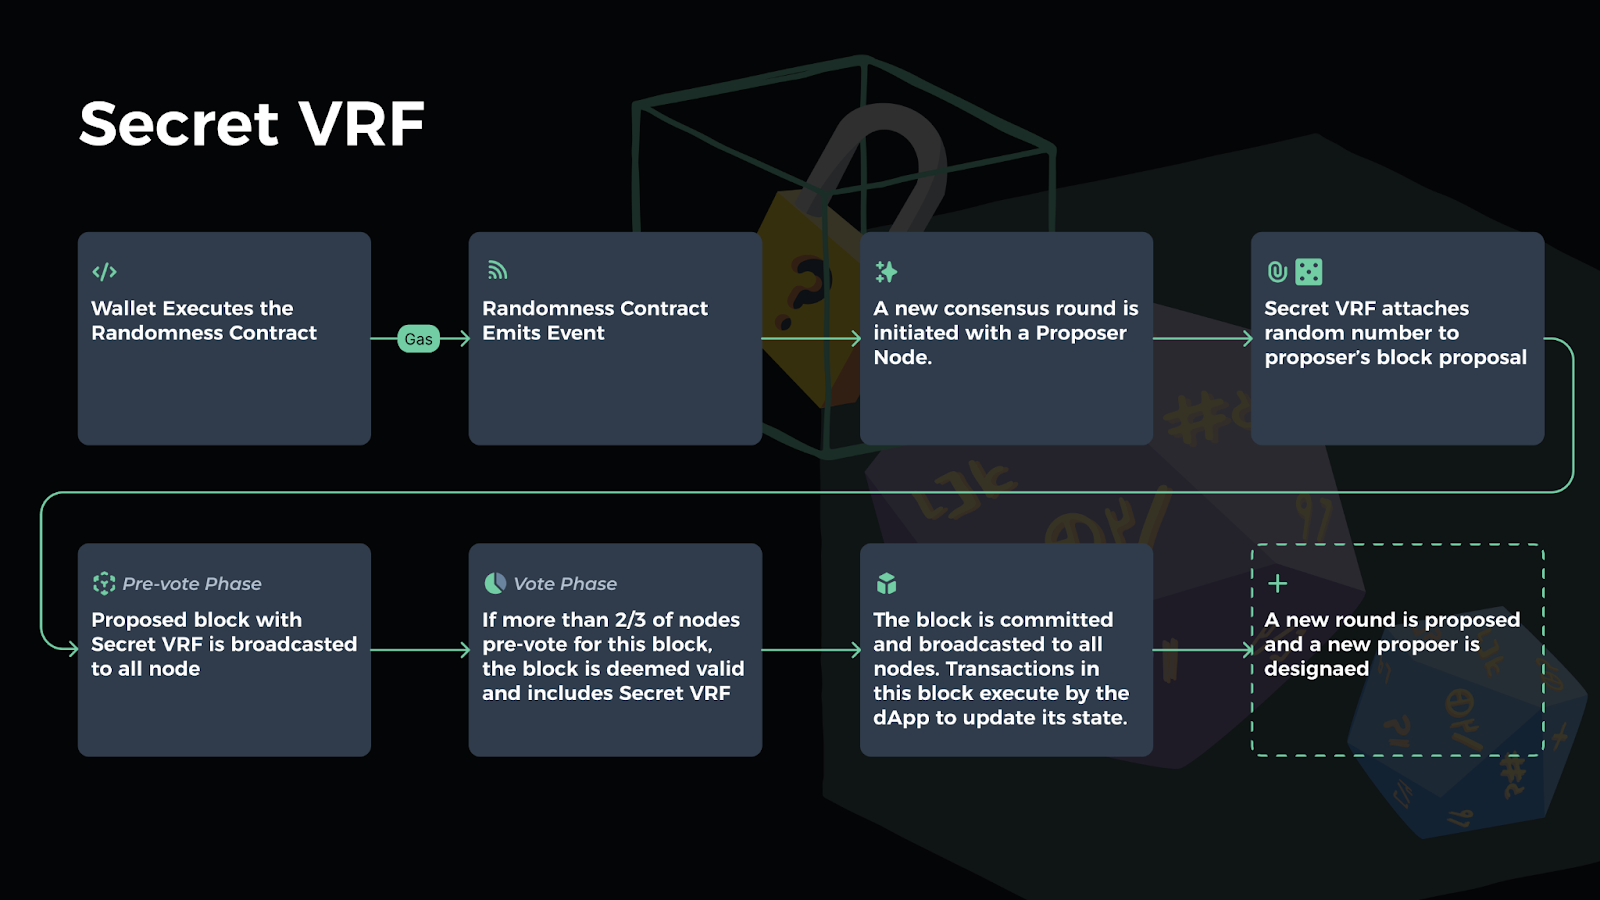 Secret VRF
Wallet Executes the
Randomness Contract
Gas
Randomness Contract
Emits Event
A new consensus round is
initiated with a Proposer
Node.
Secret VRF attaches
random number to
proposer's block proposal
Pre-vote Phase
Proposed block with
Secret VRF is broadcasted
to all node
Vote Phase
If more than 2/3 of nodes
pre-vote for this block,
the block is deemed valid
and includes Secret VRF
The block is committed
and broadcasted to all
nodes. Transactions in
this block execute by the
dApp to update its state.
A new round is proposed
and a new propoer is
designaed